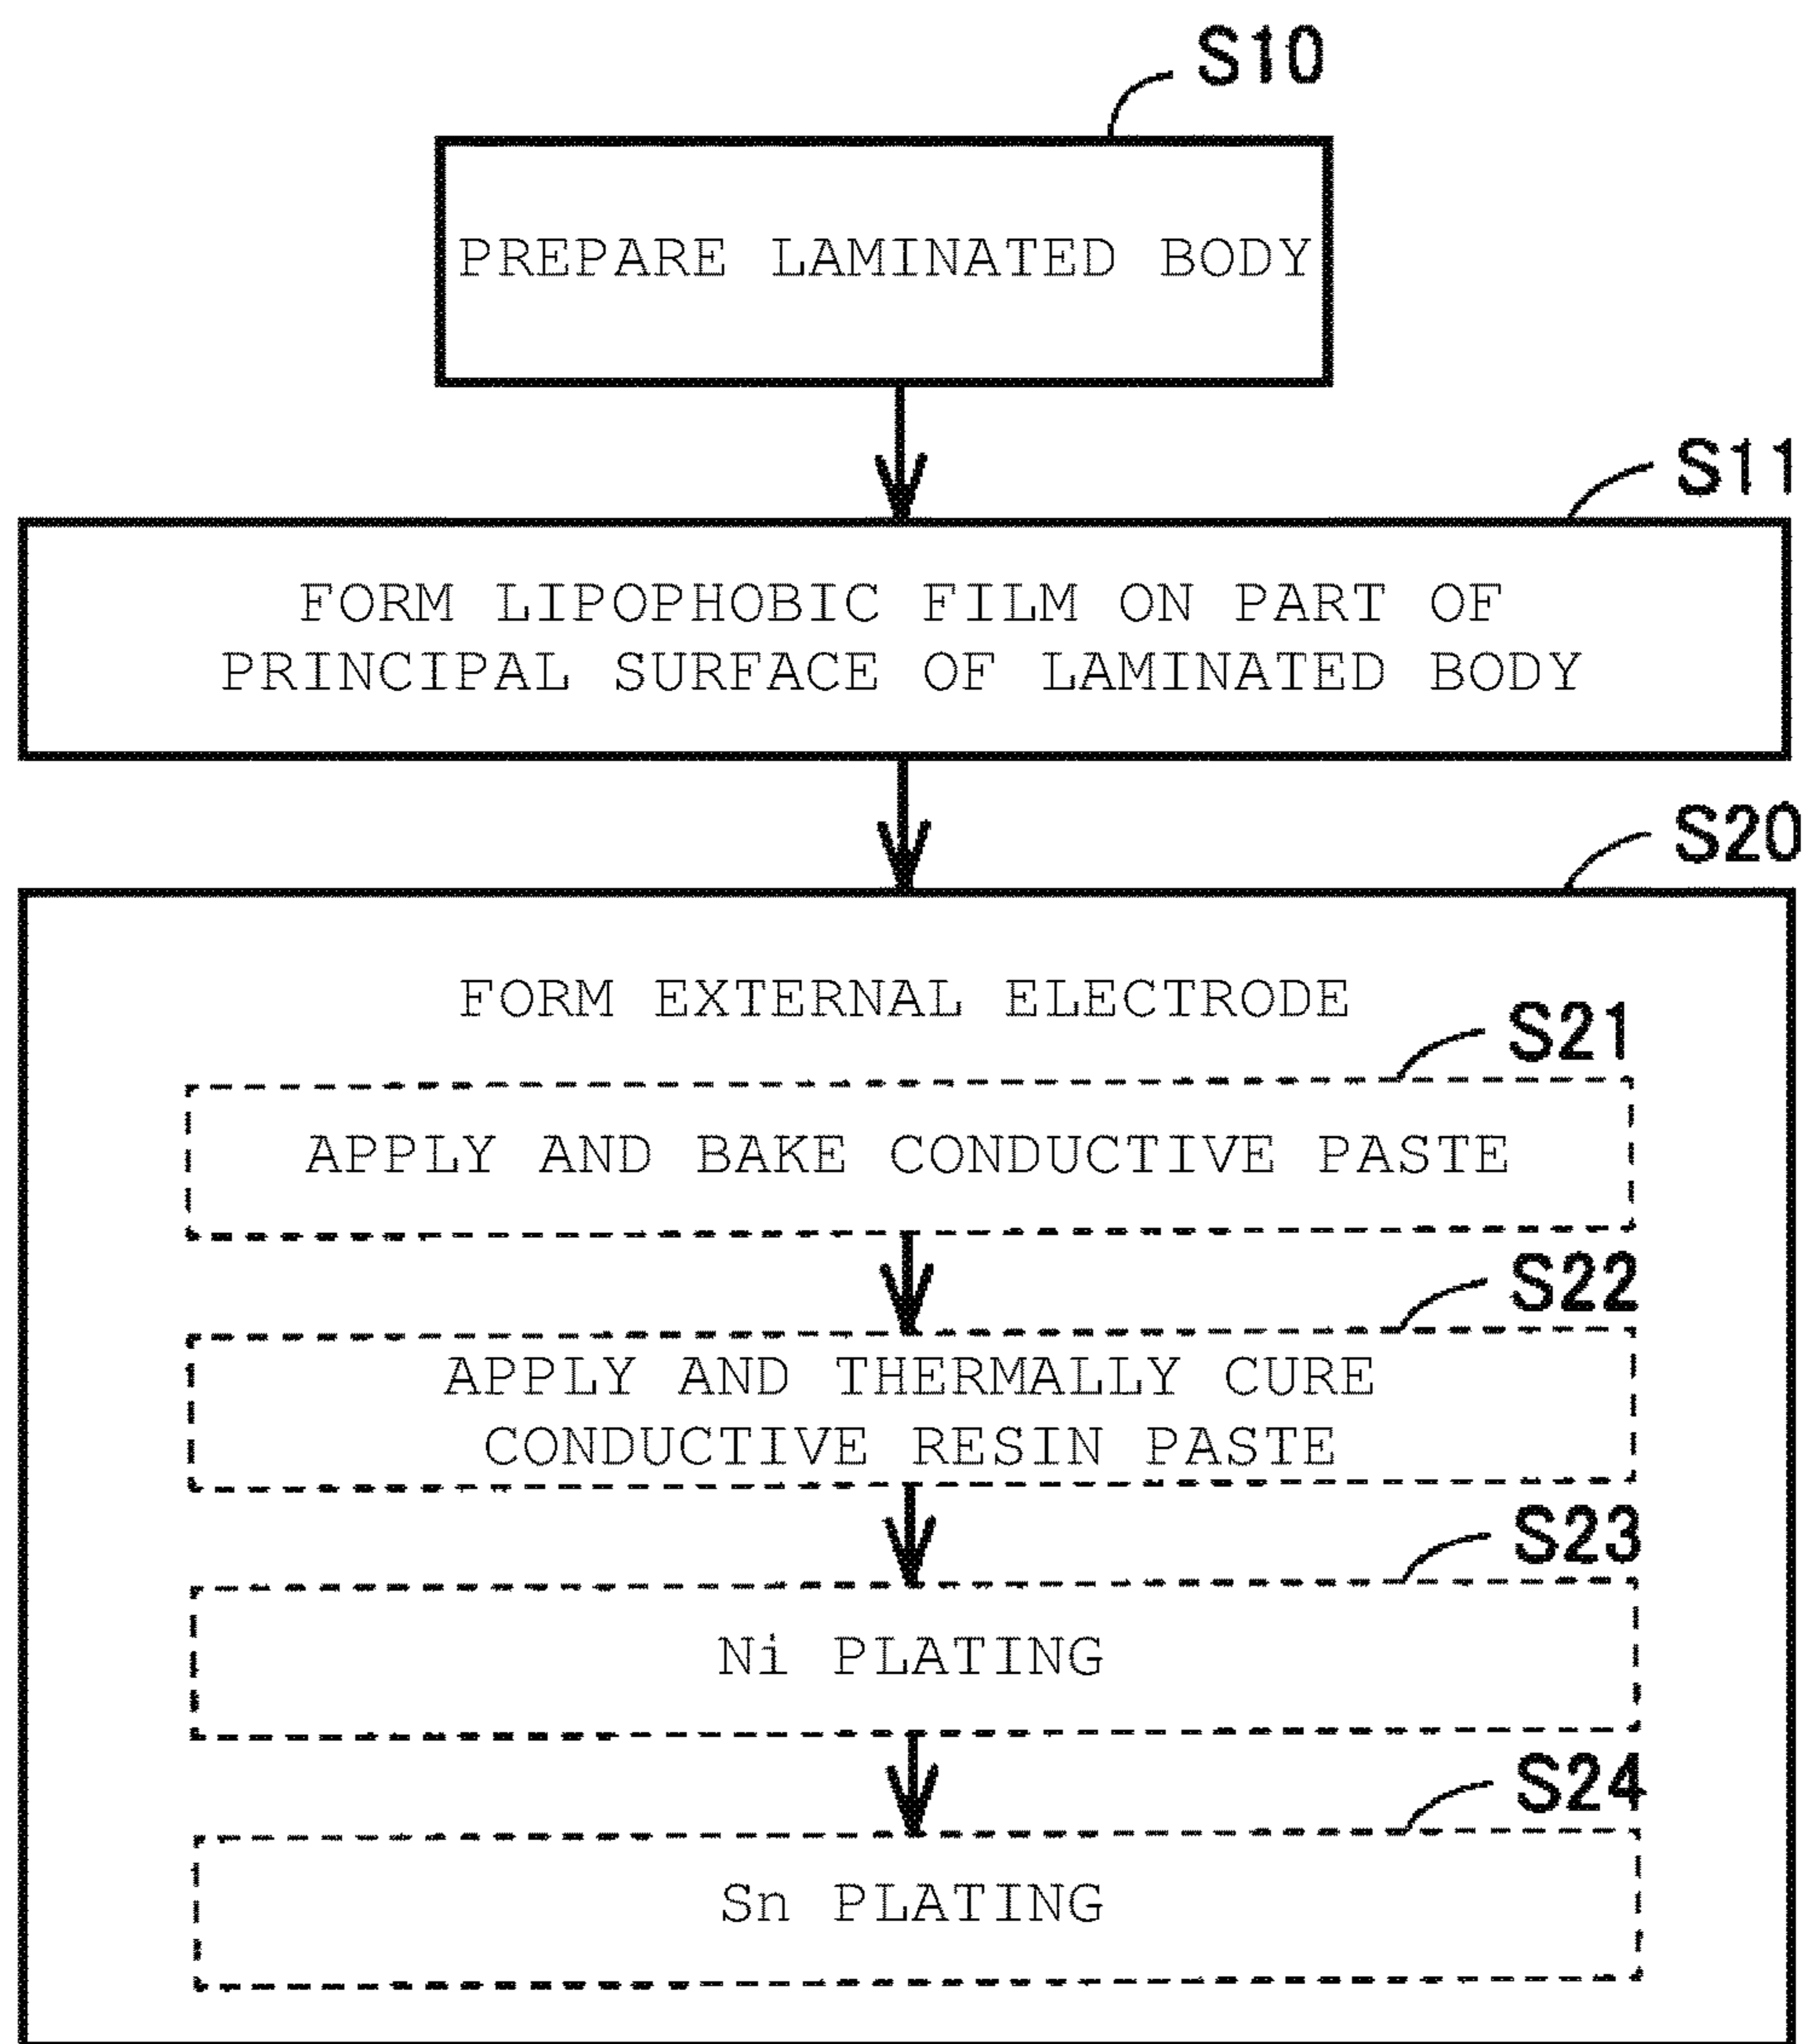 S10
PREPARE LAMINATED BODY
S11
FORM LIPOPHOBIC FILM ON PART OF
PRINCIPAL SURFACE OF LAMINATED BODY
S20
FORM EXTERNAL ELECTRODE
S21
APPLY AND BAKE CONDUCTIVE PASTE
S22
APPLY AND THERMALLY CURE
CONDUCTIVE RESIN PASTE
S23
Ni PLATING
S24
Sn PLATING